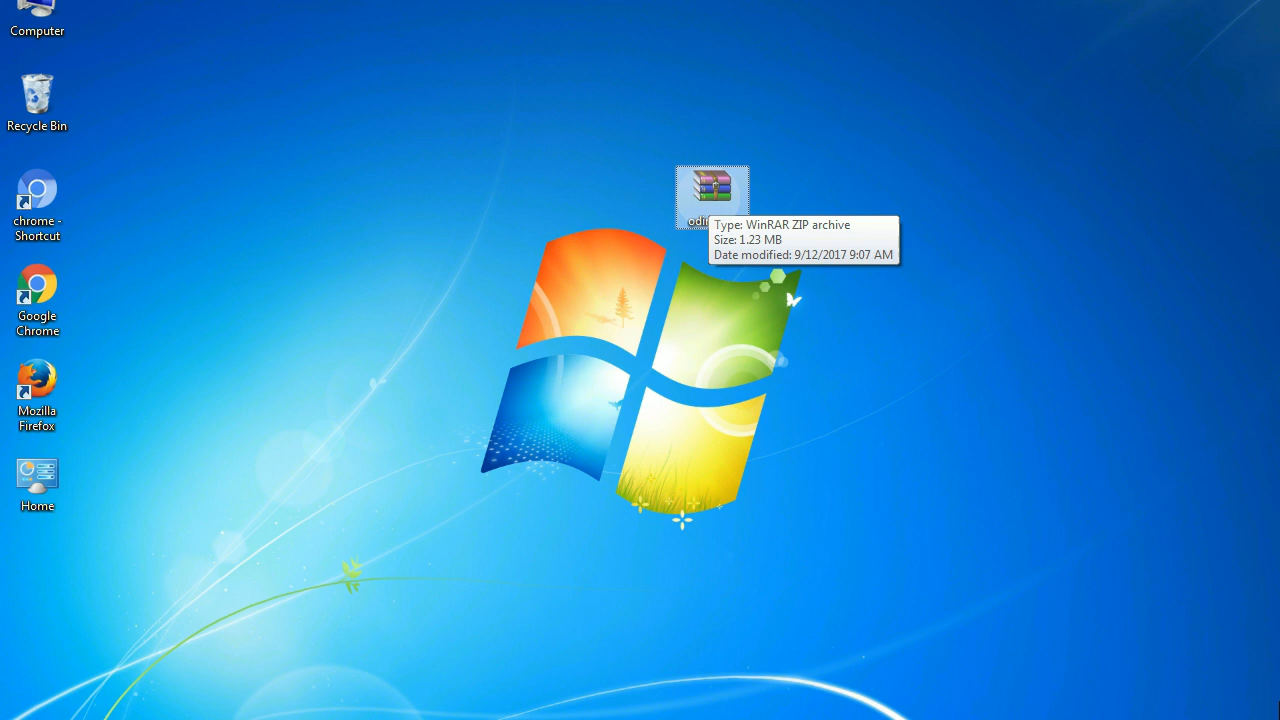 Computer
Recycle Bin
chrome -
Shortcut
Google
Chrome
Mozilla
Firefox
Home
Type: WinRAR ZIP archive
Size: 1.23 MB
Date modified: 9/12/2017 9:07 AM